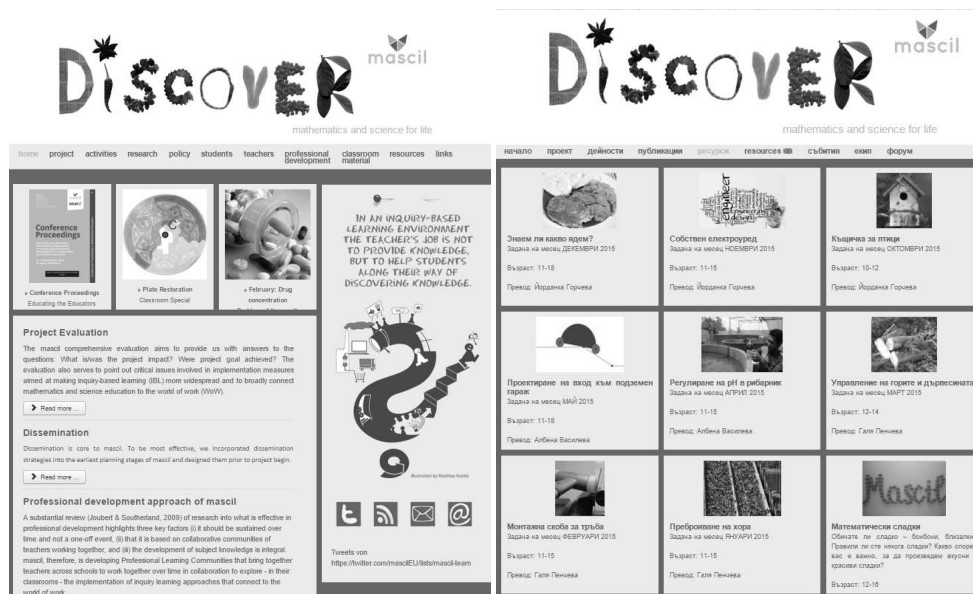 DISCOVER
mascil
mathematics and science for life
home project activities research policy students teachers professional development classroom material resources links
Conference
Proceedings
» Conference Proceedings
Educating the Educators
» Plate Restoration
Classroom Special
» February: Drug
concentration
IN AN INQUIRY-BASED
LEARNING ENVIRONMENT
THE TEACHER'S JOB IS NOT
TO PROVIDE KNOWLEDGE,
BUT TO HELP STUDENTS
ALONG THEIR WAY OF
DISCOVERING KNOWLEDGE.
Project Evaluation
The mascil comprehensive evaluation aims to provide us with answers to the
questions: What is/was the project impact? Were project goal achieved? The
evaluation also serves to point out critical issues involved in implementation measures
aimed at making inquiry-based learning (IBL) more widespread and to broadly connect
mathematics and science education to the world of work (WoW).
Read more ...
Dissemination
Dissemination is core to mascil. To be most effective, we incorporated dissemination
strategies into the earliest planning stages of mascil and designed them prior to project begin.
Read more ...
Professional development approach of mascil
A substantial review (Joubert & Southerland, 2009) of research into what is effective in
professional development highlights three key factors (i) it should be sustained over
time and not a one-off event, (ii) that it is based on collaborative communities of
teachers working together, and (iii) the development of subject knowledge is integral.
mascil, therefore, is developing Professional Learning Communities that bring together
teachers across schools to work together over time in collaboration to explore - in their
classrooms - the implementation of inquiry learning approaches that connect to the
world of work.
Illustration by
Tweets von
https://twitter.com/mascilEU/lists/mascil-team
DISCOVER
mascil
mathematics and science for life
начало проект дейности публикации ресурси resources събития екип форум
Знаем ли какво ядем?
Задача на месец ДЕКЕМВРИ 2015
Възраст: 11-18
Превод: Йорданка Горчева
engineer
Собствен електроуред
Задача на месец НОЕМВРИ 2015
Възраст: 11-15
Превод: Йорданка Горчева
Къщичка за птици
Задача на месец ОКТОМВРИ 2015
Възраст: 10-12
Превод: Йорданка Горчева
Проектиране на вход към подземен
гараж
Задача на месец МАЙ 2015
Възраст: 11-18
Превод: Албена Василева
Регулиране на pH в рибарник
Задача на месец АПРИЛ 2015
Възраст: 11-15
Превод: Албена Василева
Управление на горите и дървесината
Задача на месец МАРТ 2015
Възраст: 12-14
Превод: Галя Пенчева
Монтажна скоба за тръба
Задача на месец ФЕВРУАРИ 2015
Възраст: 11-15
Превод: Галя Пенчева
Преброяване на хора
Задача на месец ЯНУАРИ 2015
Възраст: 11-15
Превод: Галя Пенчева
Mascil
Математически сладки
Обичате ли сладко – бонбони, близалки
Правили ли сте някога сладки? Какво споре
вас е важно, за да произведем вкусни
красиви сладки?
Възраст: 12-16